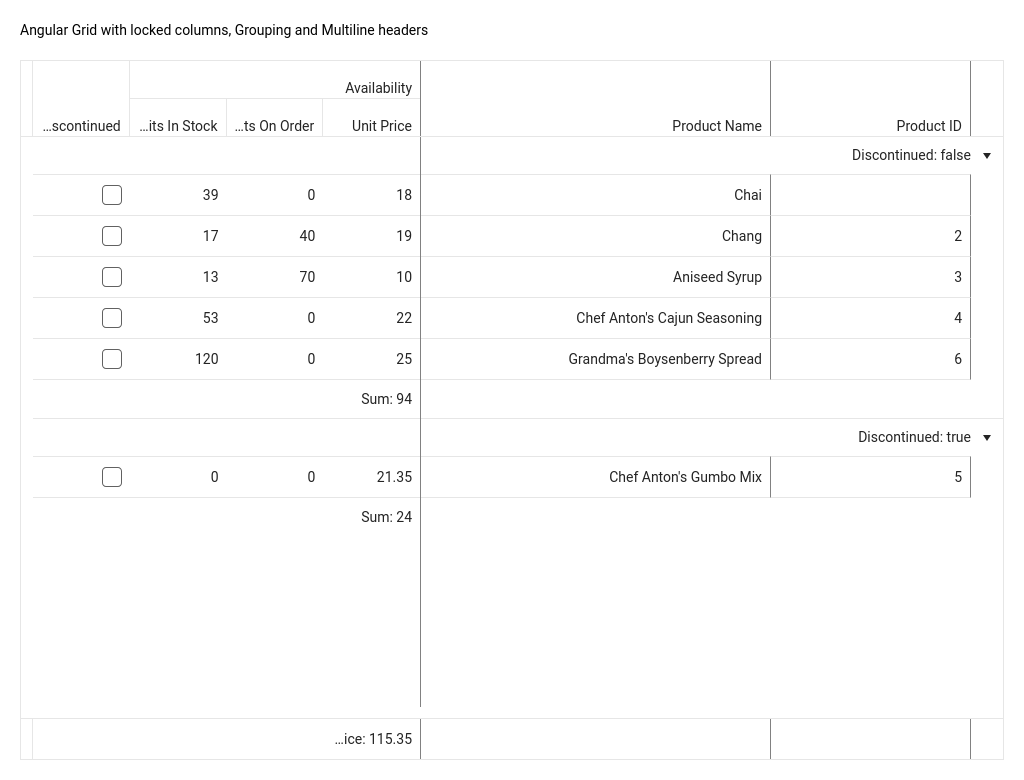 Angular Grid with locked columns, Grouping and Multiline headers
Availability
Product ID Product Name Unit Price ...ts On Order ...its In Stock ...scontinued
Discontinued: false
Chai 18 0 39
2 Chang 19 40 17
3 Aniseed Syrup 10 70 13
4 Chef Anton's Cajun Seasoning 22 0 53
6 Grandma's Boysenberry Spread 25 0 120
Sum: 94
Discontinued: true
5 Chef Anton's Gumbo Mix 21.35 0 0
Sum: 24
...ice: 115.35